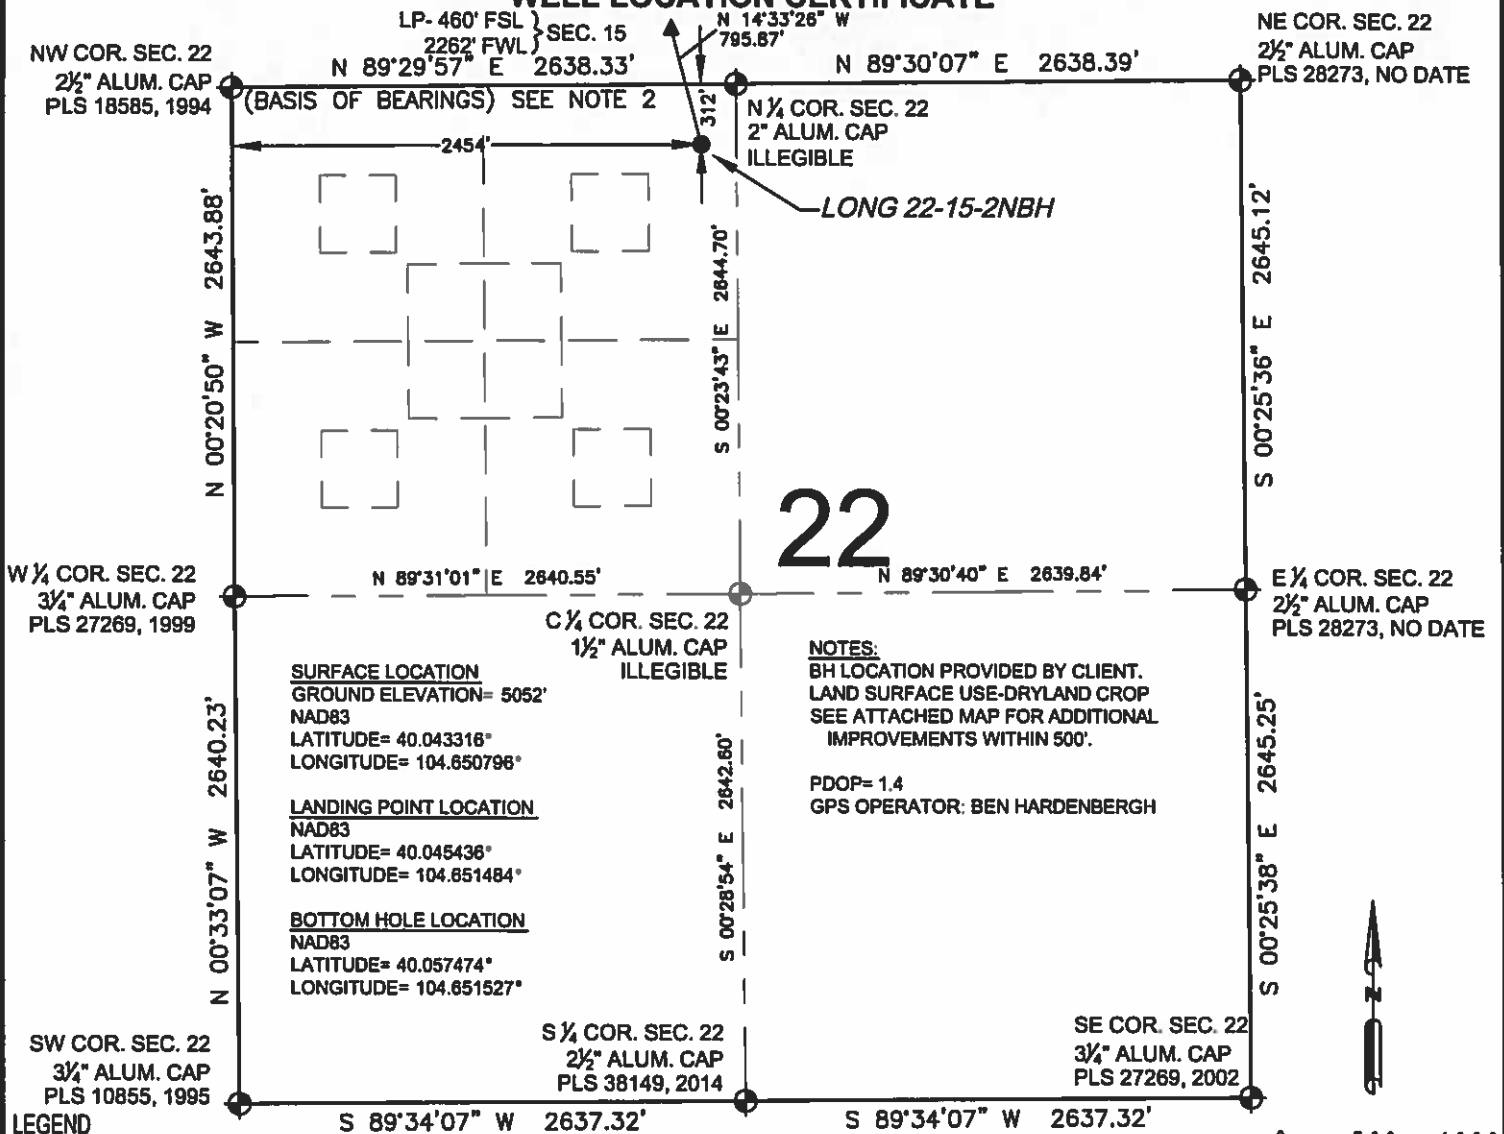 WELL LOCATION CERTIFICATE
LP- 460' FSL
2262' FWL
SEC. 15
N 14°33'26" W
795.87'
NW COR. SEC. 22
2½" ALUM. CAP
PLS 18585, 1994
N 89°29'57" E 2638.33'
(BASIS OF BEARINGS) SEE NOTE 2
N 89°30'07" E 2638.39'
NE COR. SEC. 22
2½" ALUM. CAP
PLS 28273, NO DATE
312'
N ¼ COR. SEC. 22
2" ALUM. CAP
ILLEGIBLE
2454'
LONG 22-15-2NBH
N 00°20'50" W 2643.88'
S 00°23'43" E 2644.70'
S 00°25'36" E 2645.12'
22
W ¼ COR. SEC. 22
3¼" ALUM. CAP
PLS 27269, 1999
N 89°31'01" E 2640.55'
N 89°30'40" E 2639.84'
E ¼ COR. SEC. 22
2½" ALUM. CAP
PLS 28273, NO DATE
C ¼ COR. SEC. 22
1½" ALUM. CAP
ILLEGIBLE
SURFACE LOCATION
GROUND ELEVATION= 5052'
NAD83
LATITUDE= 40.043316°
LONGITUDE= 104.650796°
LANDING POINT LOCATION
NAD83
LATITUDE= 40.045436°
LONGITUDE= 104.651484°
BOTTOM HOLE LOCATION
NAD83
LATITUDE= 40.057474°
LONGITUDE= 104.651527°
NOTES:
BH LOCATION PROVIDED BY CLIENT.
LAND SURFACE USE-DRYLAND CROP
SEE ATTACHED MAP FOR ADDITIONAL
IMPROVEMENTS WITHIN 500'.
PDOP= 1.4
GPS OPERATOR: BEN HARDENBERGH
N 00°33'07" W 2640.23'
S 00°28'54" E 2642.60'
S 00°25'38" E 2645.25'
N
SW COR. SEC. 22
3¼" ALUM. CAP
PLS 10855, 1995
S ¼ COR. SEC. 22
2½" ALUM. CAP
PLS 38149, 2014
SE COR. SEC. 22
3¼" ALUM. CAP
PLS 27269, 2002
LEGEND
S 89°34'07" W 2637.32'
S 89°34'07" W 2637.32'